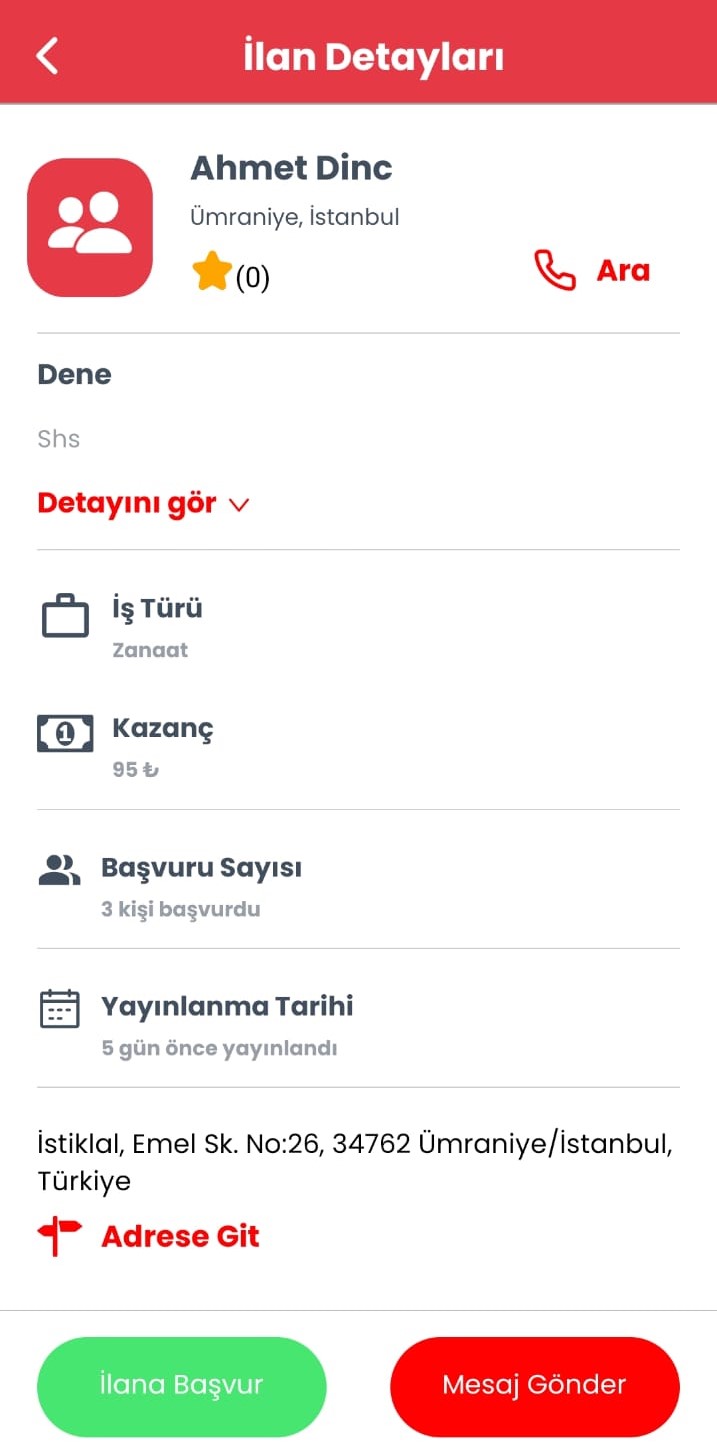 İlan Detayları
Ahmet Dinc
Ümraniye, İstanbul
(0)
Ara
Dene
Shs
Detayını gör
İş Türü
Zanaat
1
Kazanç
95 ₺
Başvuru Sayısı
3 kişi başvurdu
Yayınlanma Tarihi
5 gün önce yayınlandı
İstiklal, Emel Sk. No:26, 34762 Ümraniye/İstanbul,
Türkiye
Adrese Git
İlana Başvur
Mesaj Gönder